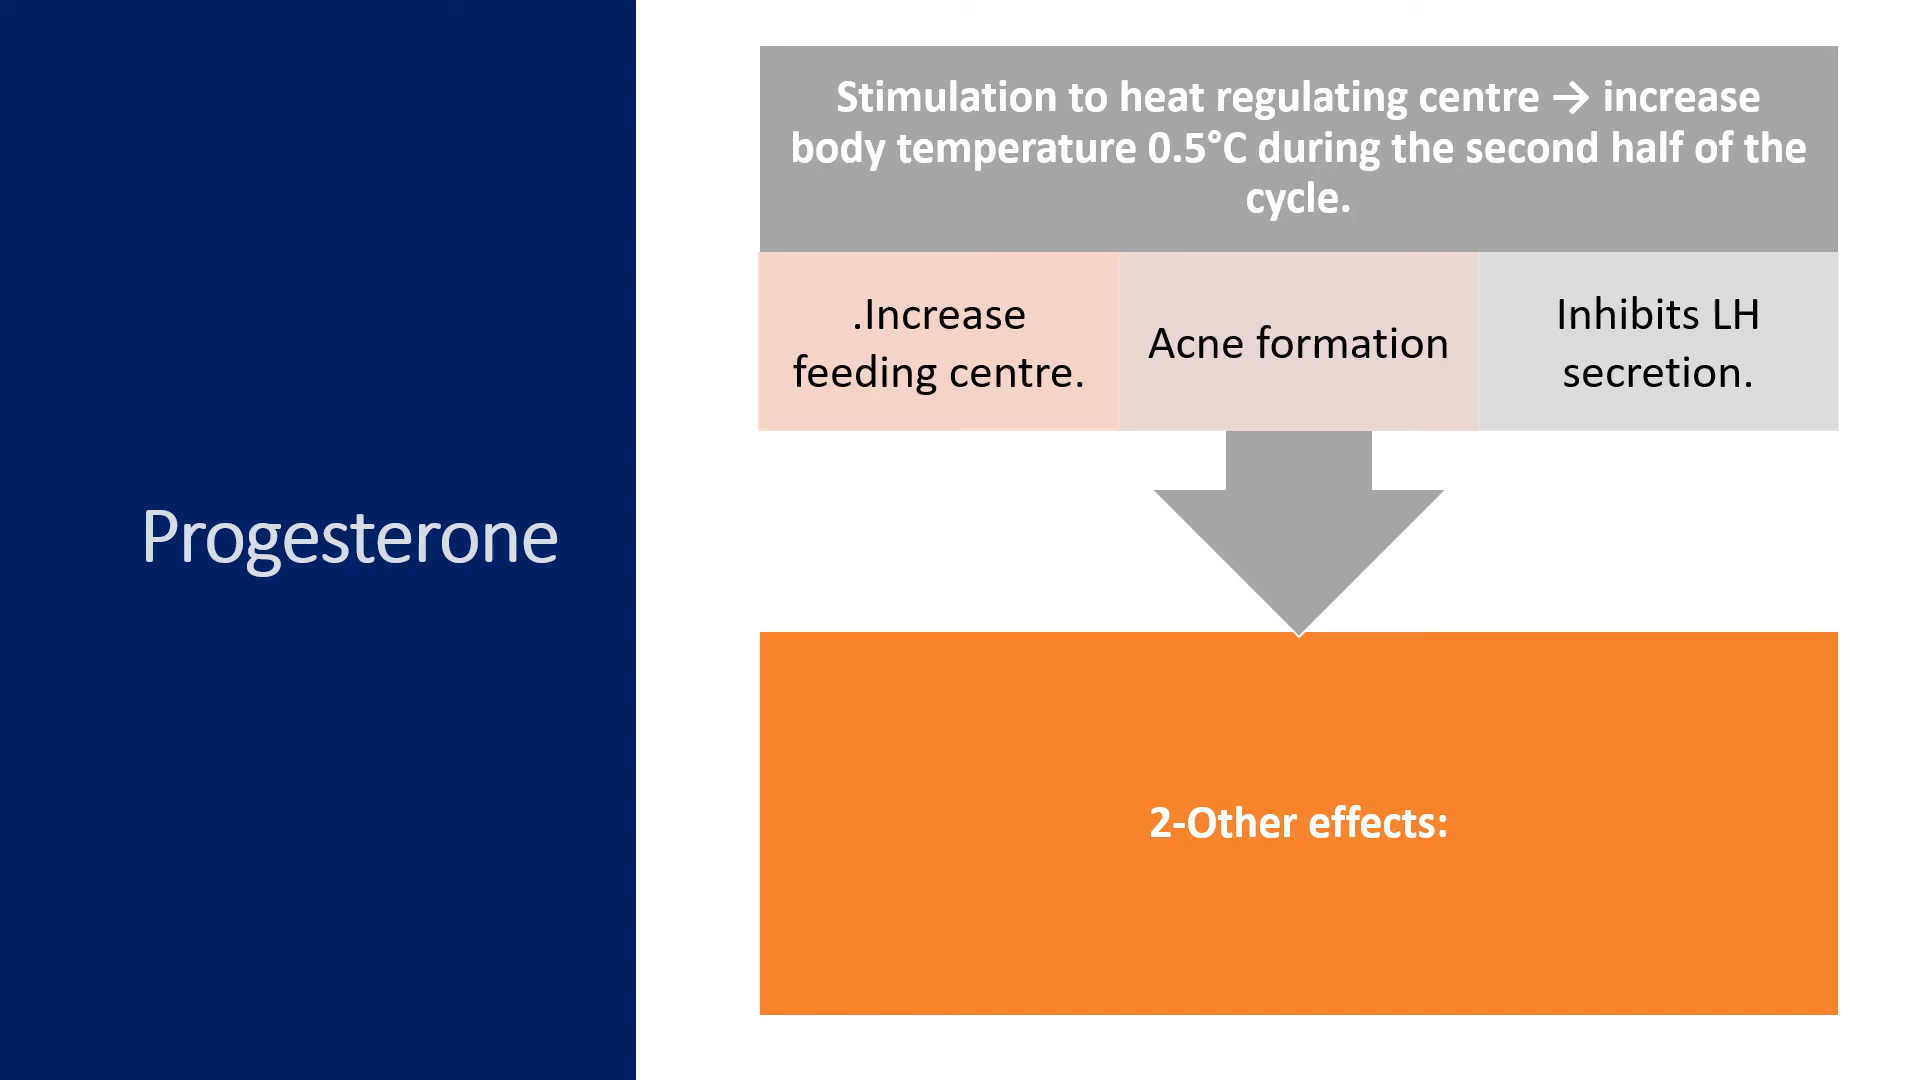 Progesterone
Stimulation to heat regulating centre → increase
body temperature 0.5°C during the second half of the
cycle.
.Increase
feeding centre.
Acne formation
Inhibits LH
secretion.
2-Other effects: